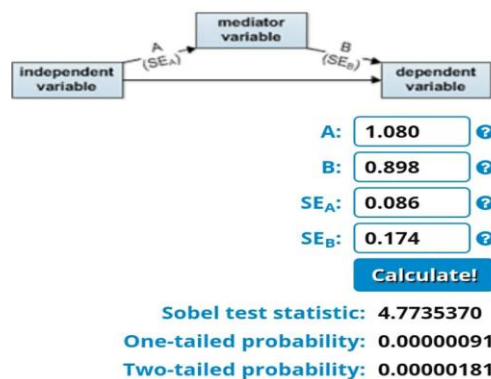 mediator
variable
A
(SEA)
B
(SEB)
independent
variable
dependent
variable
A: 1.080 ?
B: 0.898 ?
SEA: 0.086 ?
SEB: 0.174 ?
Calculate!
Sobel test statistic: 4.7735370
One-tailed probability: 0.00000091
Two-tailed probability: 0.00000181